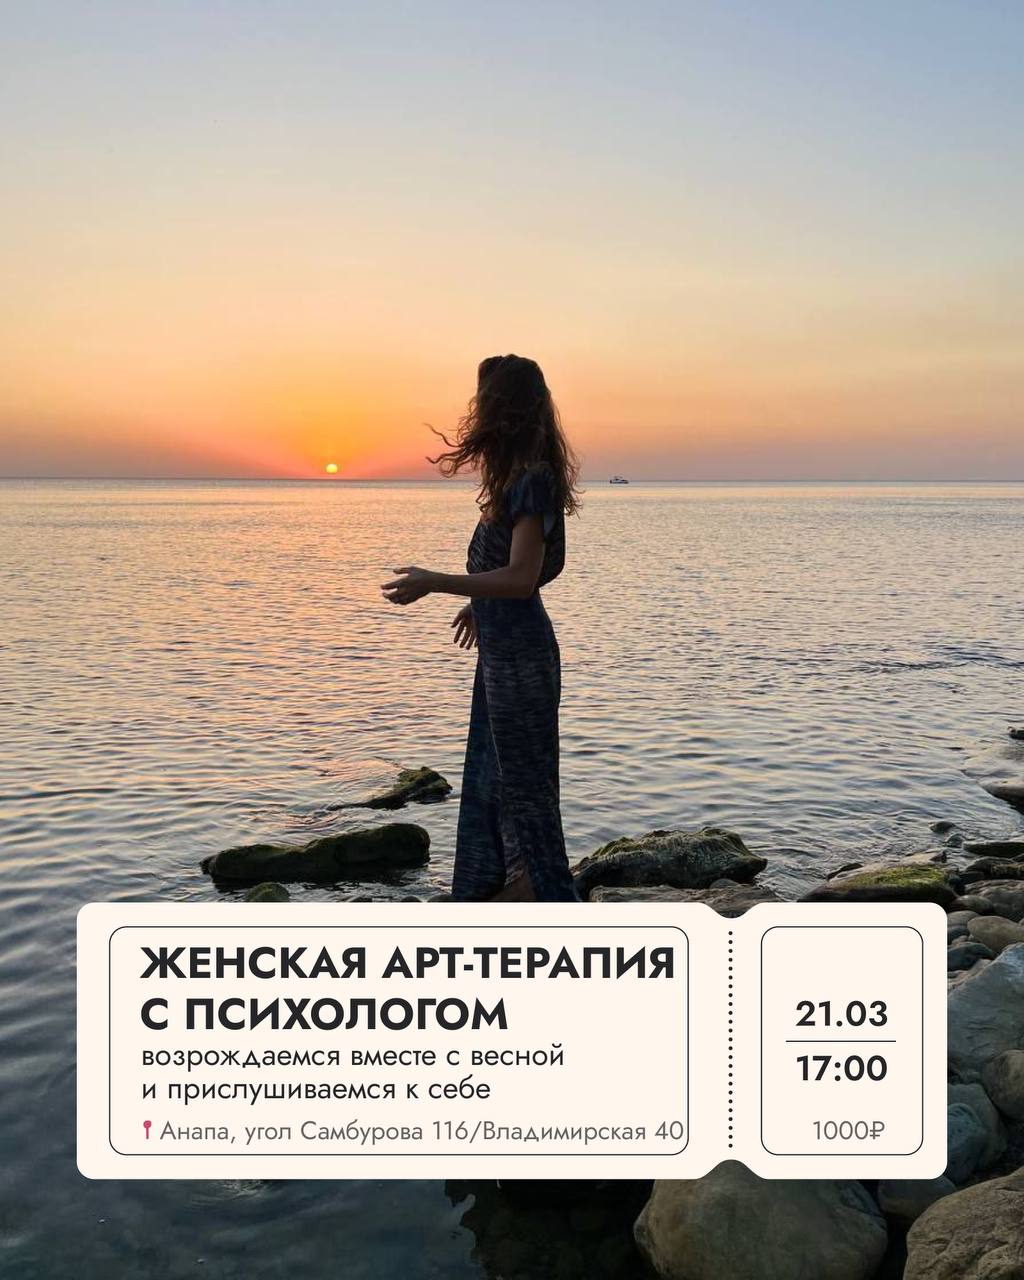 ЖЕНСКАЯ АРТ-ТЕРАПИЯ
С ПСИХОЛОГОМ
возрождаемся вместе с весной
и прислушиваемся к себе
📍Анапа, угол Самбурова 116/Владимирская 40
21.03
17:00
1000₽